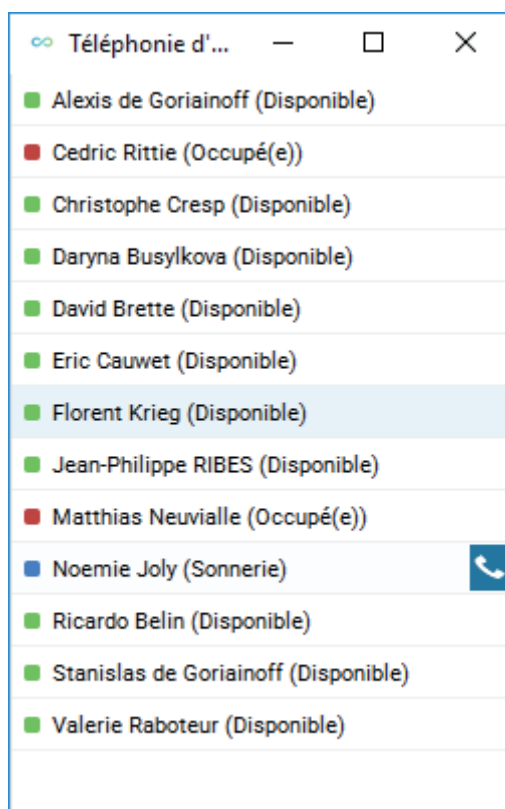 Téléphonie d'...
Alexis de Goriainoff (Disponible)
Cedric Rittie (Occupé(e))
Christophe Cresp (Disponible)
Daryna Busylkova (Disponible)
David Brette (Disponible)
Eric Cauwet (Disponible)
Florent Krieg (Disponible)
Jean-Philippe RIBES (Disponible)
Matthias Neuvialle (Occupé(e))
Noemie Joly (Sonnerie)
Ricardo Belin (Disponible)
Stanislas de Goriainoff (Disponible)
Valerie Raboteur (Disponible)